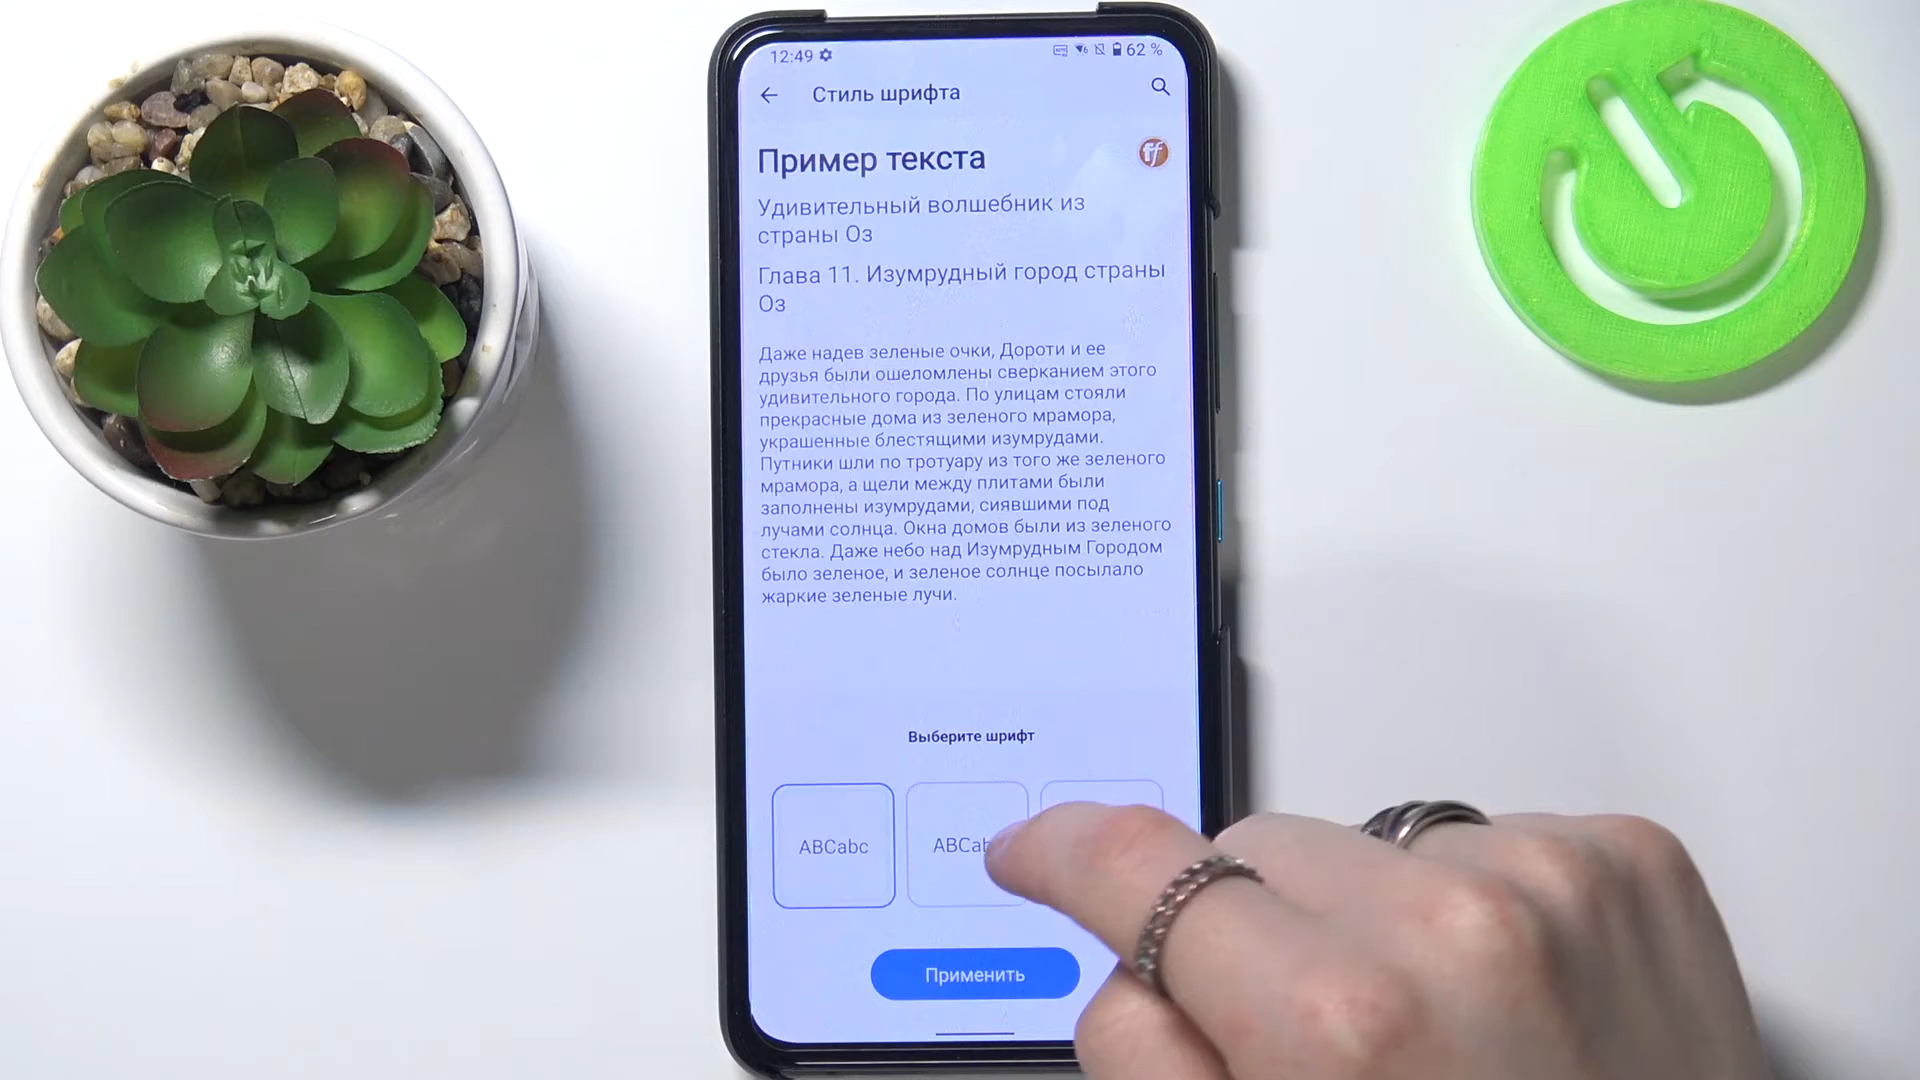 12:49
62 %
Стиль шрифта
Пример текста
Удивительный волшебник из
страны Оз
Глава 11. Изумрудный город страны
Оз
Даже надев зеленые очки, Дороти и ее
друзья были ошеломлены сверканием этого
удивительного города. По улицам стояли
прекрасные дома из зеленого мрамора,
украшенные блестящими изумрудами.
Путники шли по тротуару из того же зеленого
мрамора, а щели между плитами были
заполнены изумрудами, сиявшими под
лучами солнца. Окна домов были из зеленого
стекла. Даже небо над Изумрудным Городом
было зеленое, и зеленое солнце посылало
жаркие зеленые лучи.
Выберите шрифт
ABCabc
ABCab
Применить